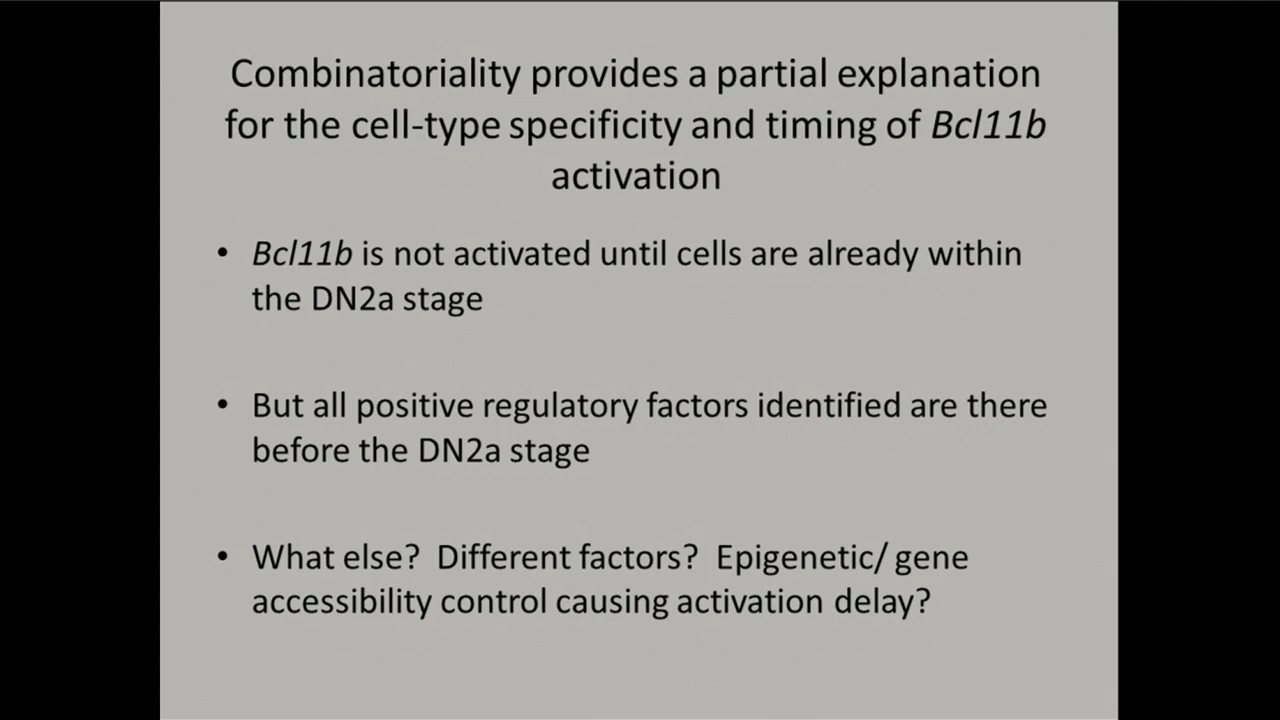 Combinatoriality provides a partial explanation
for the cell-type specificity and timing of Bcl11b
activation
• Bcl11b is not activated until cells are already within
the DN2a stage
• But all positive regulatory factors identified are there
before the DN2a stage
• What else? Different factors? Epigenetic/ gene
accessibility control causing activation delay?